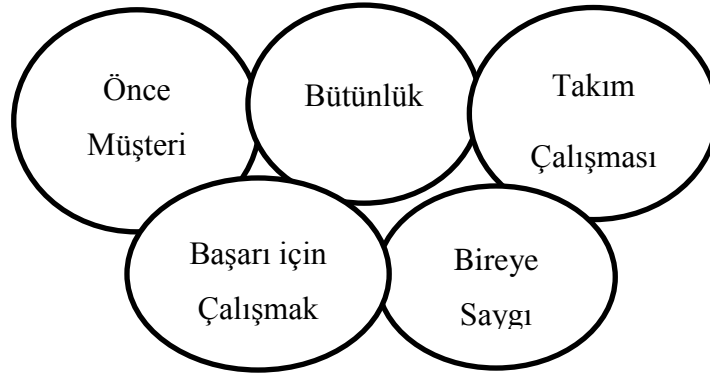 Önce
Müşteri
Bütünlük
Takım
Çalışması
Başarı için
Çalışmak
Bireye
Saygı